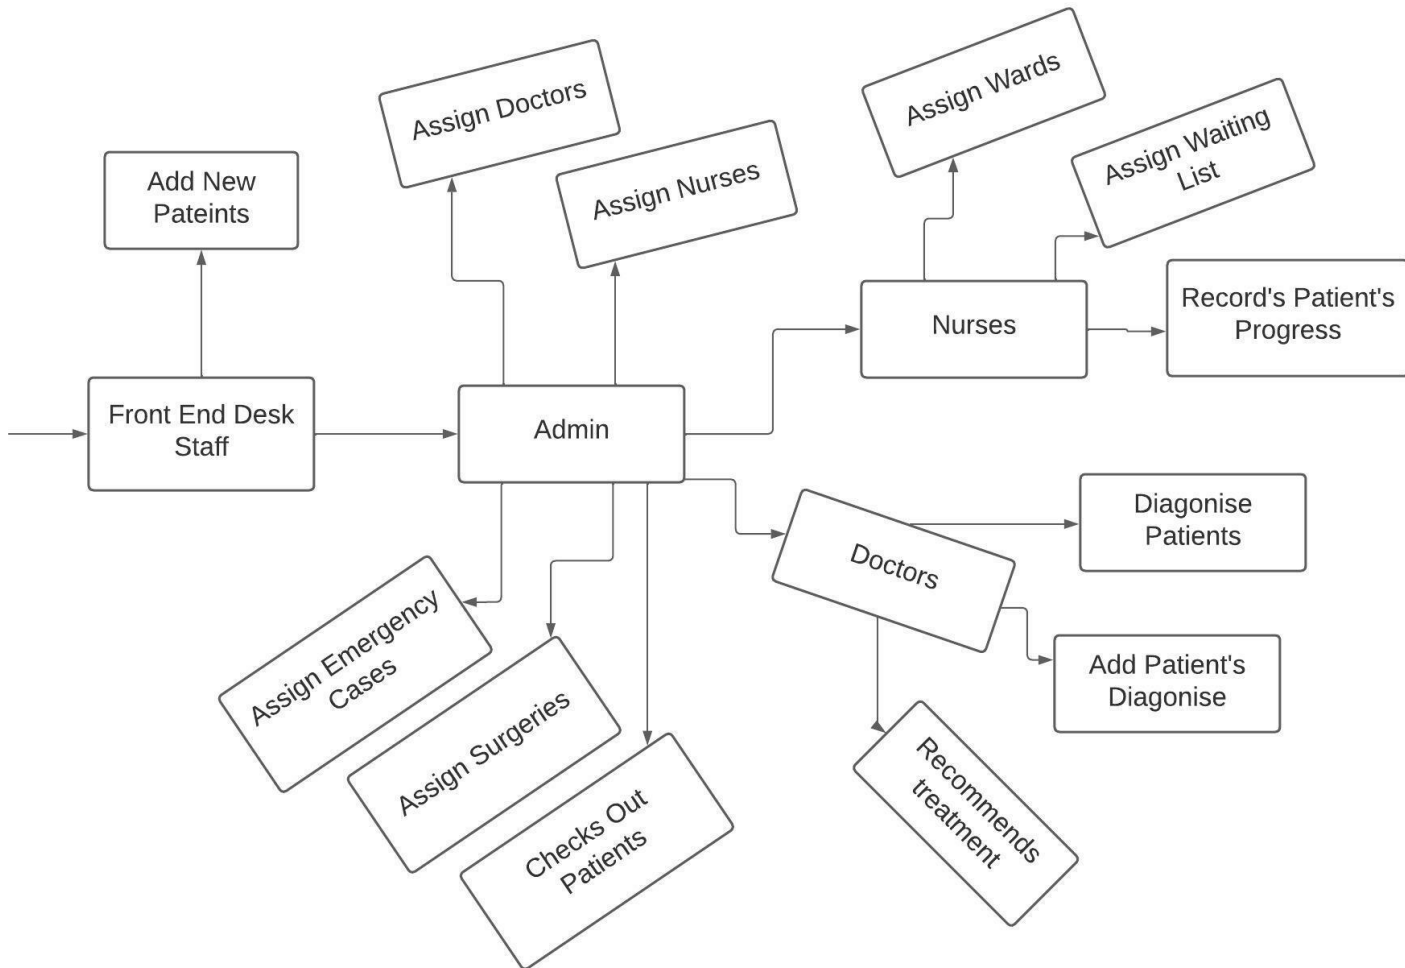 Assign Doctors
Assign Nurses
Assign Wards
Assign Waiting
List
Add New
Pateints
Record's Patient's
Progress
Nurses
Front End Desk
Staff
Admin
Diagonise
Patients
Doctors
Add Patient's
Diagonise
Assign Emergency
Cases
Assign Surgeries
Checks Out
Patients
Recommends
treatment